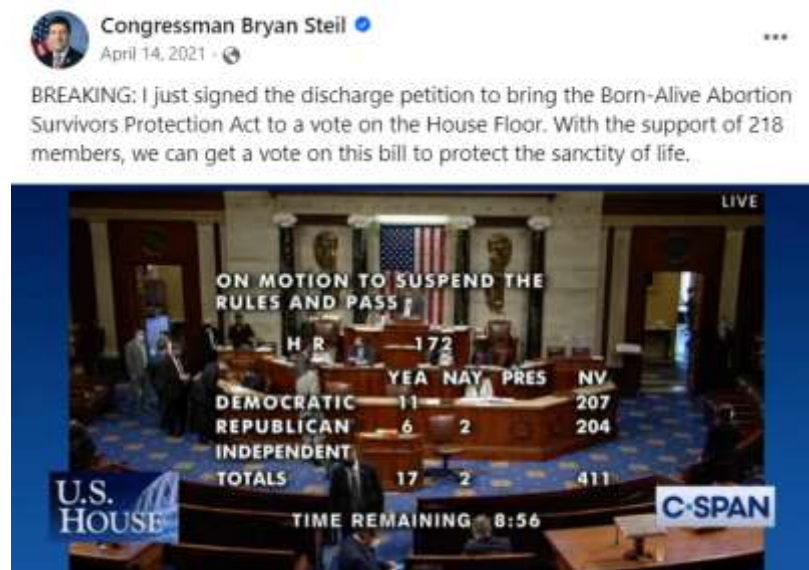 Congressman Bryan Steil
April 14, 2021 ·
BREAKING: I just signed the discharge petition to bring the Born-Alive Abortion
Survivors Protection Act to a vote on the House Floor. With the support of 218
members, we can get a vote on this bill to protect the sanctity of life.
LIVE
ON MOTION TO SUSPEND THE
RULES AND PASS
H R 172
YEA NAY PRES NV
DEMOCRATIC 11 207
REPUBLICAN 6 2 204
INDEPENDENT
TOTALS 17 2 411
U.S.
HOUSE
C-SPAN
TIME REMAINING 8:56